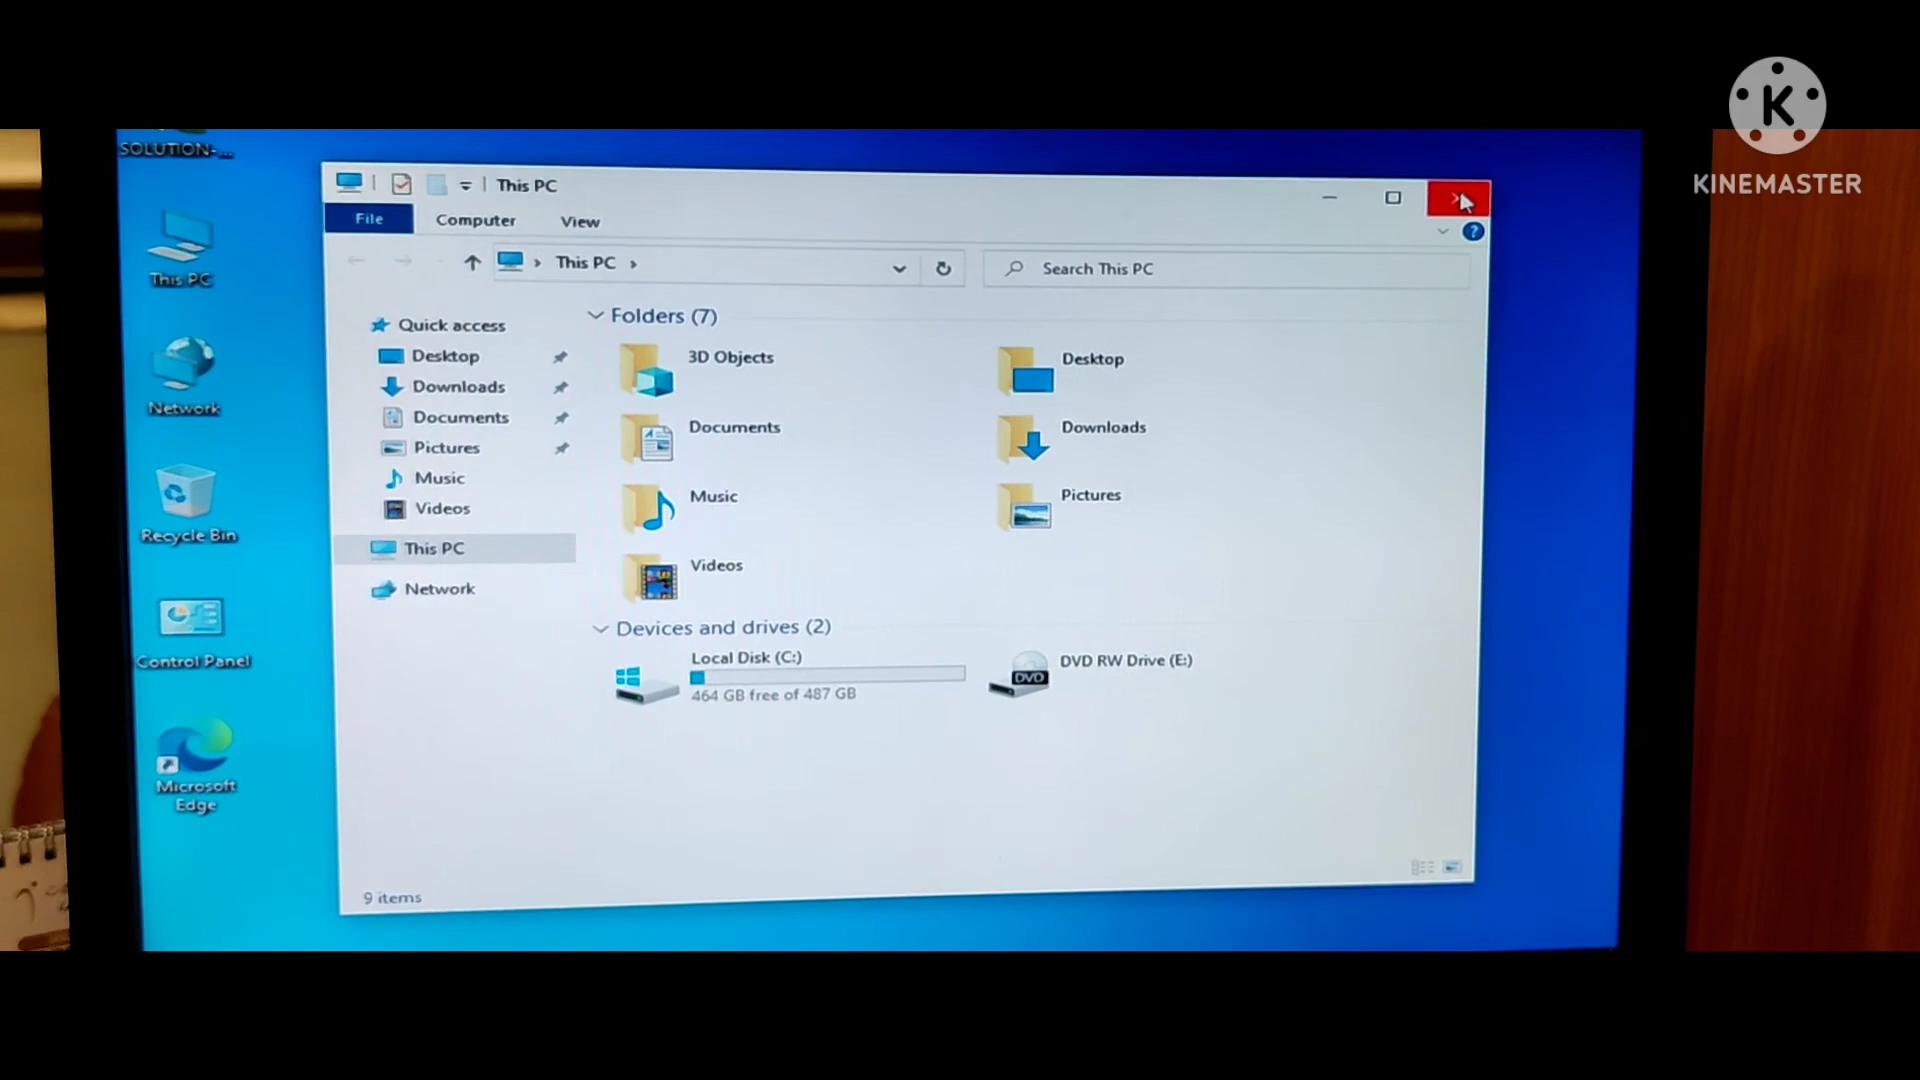 K
KINEMASTER
SOLUTION-...
This PC
Network
Recycle Bin
Control Panel
Microsoft
Edge
This PC
File
Computer
View
?
This PC
Search This PC
Quick access
Desktop
Downloads
Documents
Pictures
Music
Videos
This PC
Network
Folders (7)
3D Objects
Desktop
Documents
Downloads
Music
Pictures
Videos
Devices and drives (2)
Local Disk (C:)
464 GB free of 487 GB
DVD RW Drive (E:)
DVD
9 items